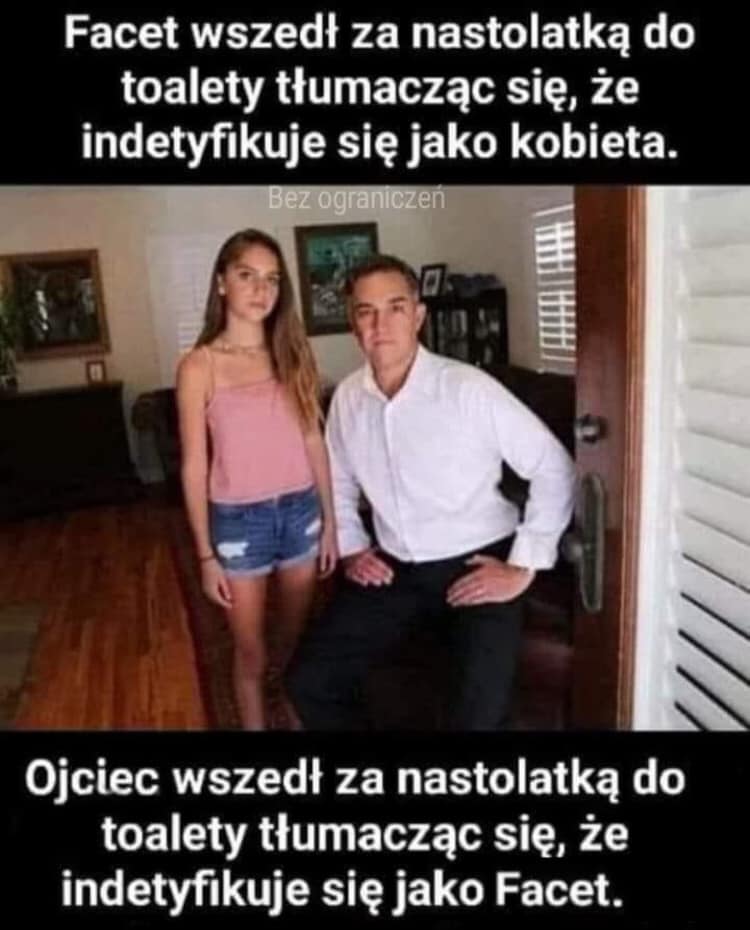 Facet wszedł za nastolatką do
toalety tłumacząc się, że
indetyfikuje się jako kobieta.
Bez ograniczeń
Ojciec wszedł za nastolatką do
toalety tłumacząc się, że
indetyfikuje się jako Facet.